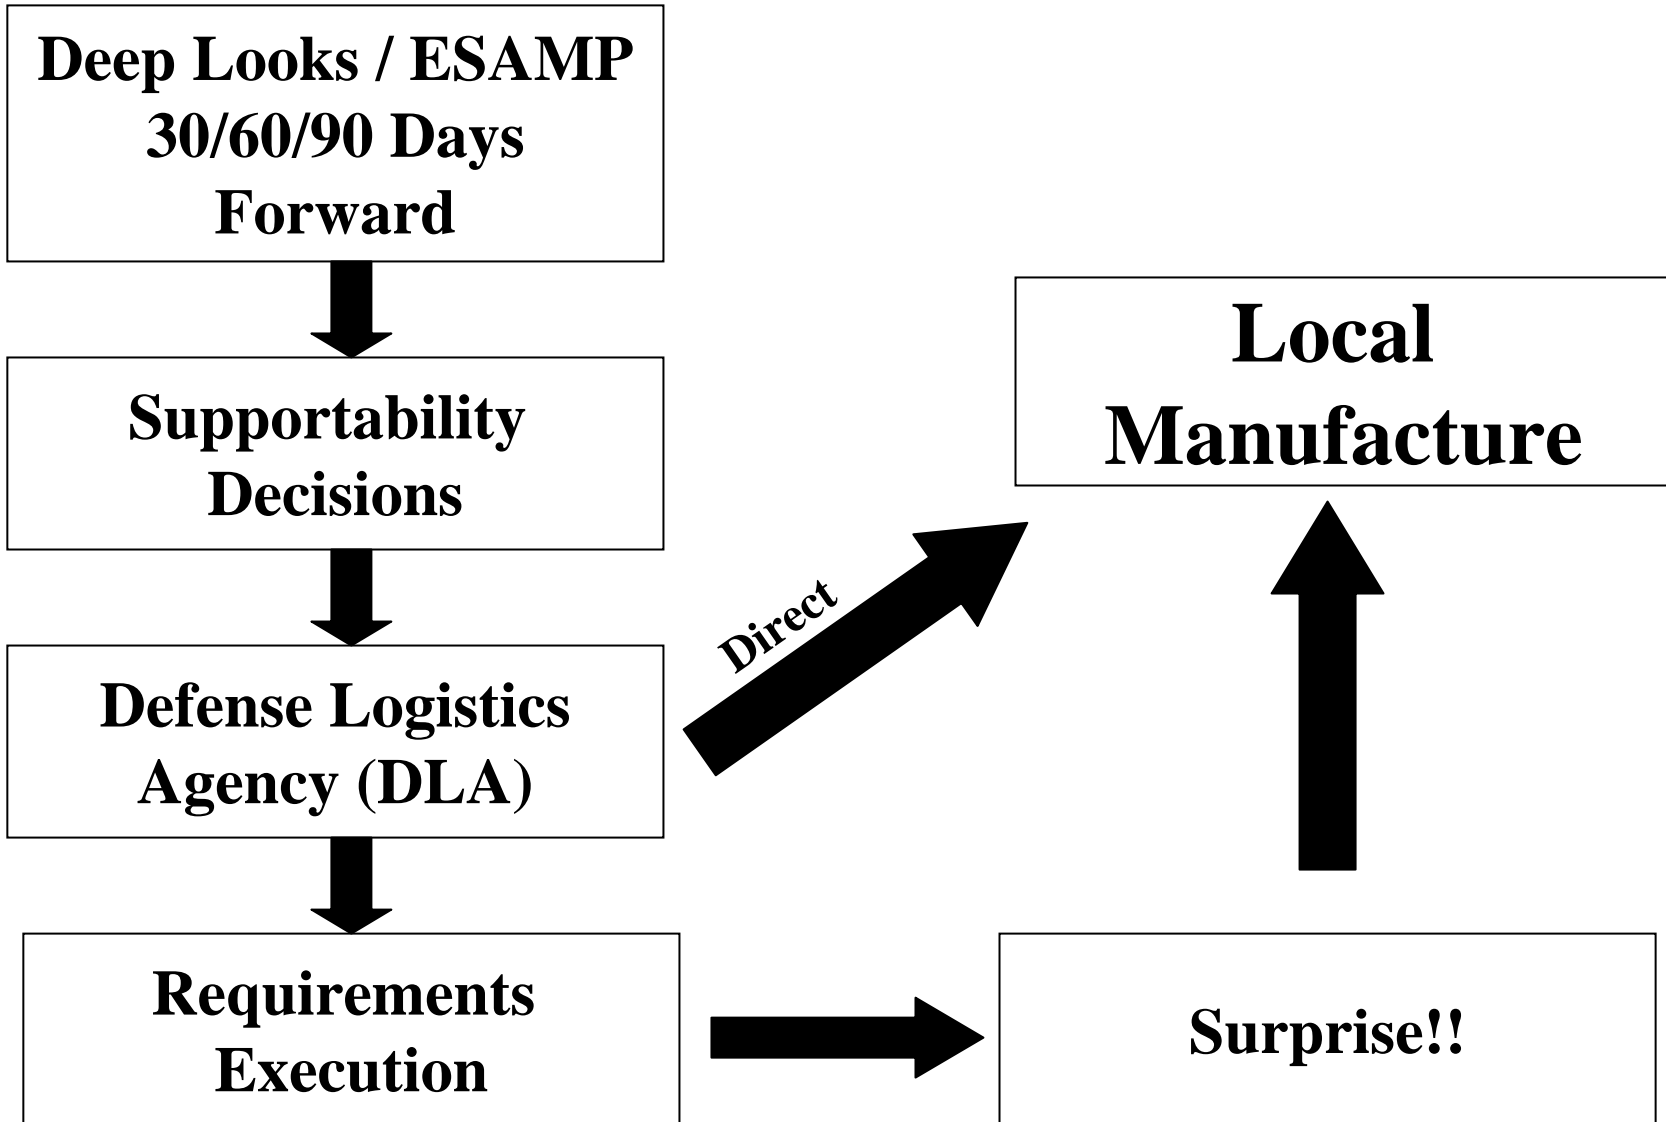 Deep Looks / ESAMP
30/60/90 Days
Forward
Supportability
Decisions
Defense Logistics
Agency (DLA)
Requirements
Execution
Direct
Local
Manufacture
Surprise!!